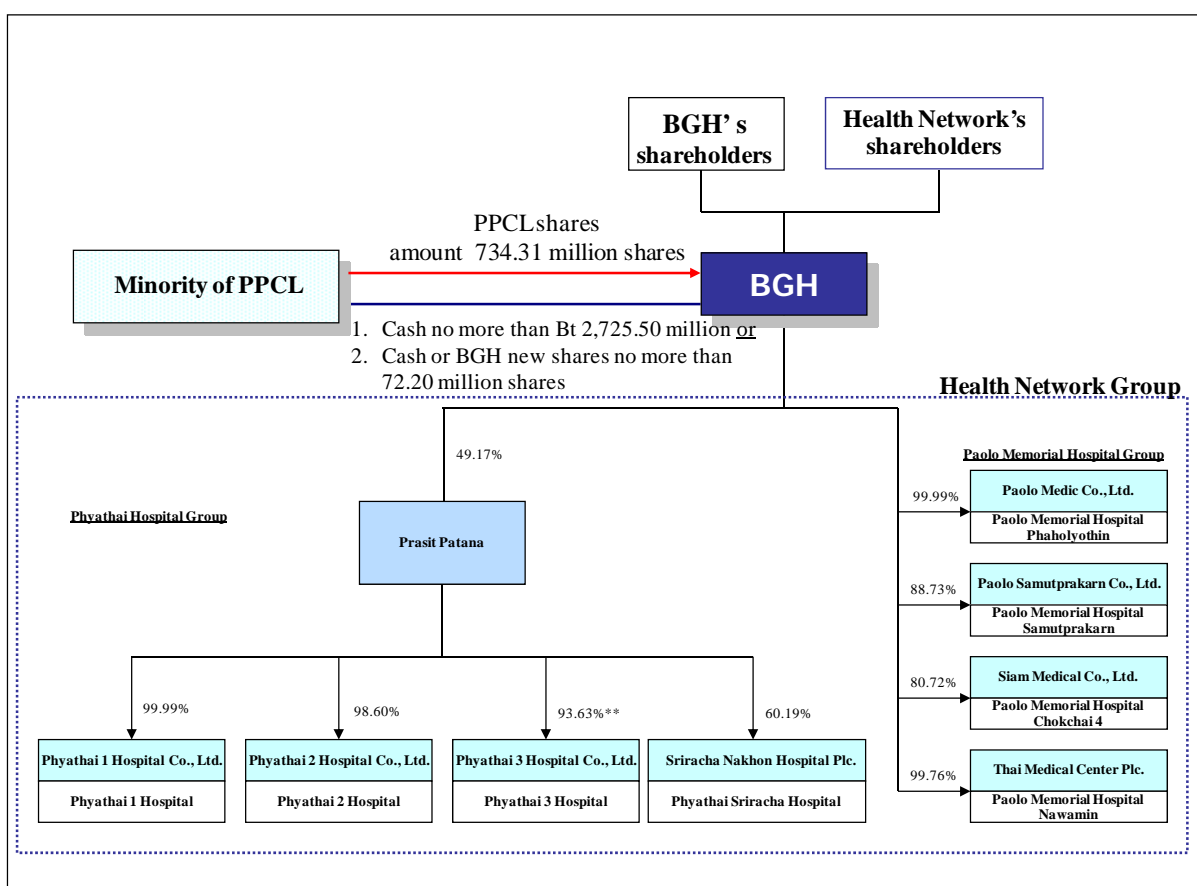 BGH’ s
shareholders
Health Network’s
shareholders
PPCL shares
amount 734.31 million shares
Minority of PPCL
BGH
1. Cash no more than Bt 2,725.50 million or
2. Cash or BGH new shares no more than
72.20 million shares
Health Network Group
49.17%
Phyathai Hospital Group
Prasit Patana
99.99%
98.60%
93.63%**
60.19%
Phyathai 1 Hospital Co., Ltd.
Phyathai 1 Hospital
Phyathai 2 Hospital Co., Ltd.
Phyathai 2 Hospital
Phyathai 3 Hospital Co., Ltd.
Phyathai 3 Hospital
Sriracha Nakhon Hospital Plc.
Phyathai Sriracha Hospital
Paolo Memorial Hospital Group
99.99%
Paolo Medic Co., Ltd.
Paolo Memorial Hospital
Phaholyothin
88.73%
Paolo Samutprakarn Co., Ltd.
Paolo Memorial Hospital
Samutprakarn
80.72%
Siam Medical Co., Ltd.
Paolo Memorial Hospital
Chokchai 4
99.76%
Thai Medical Center Plc.
Paolo Memorial Hospital
Nawamin